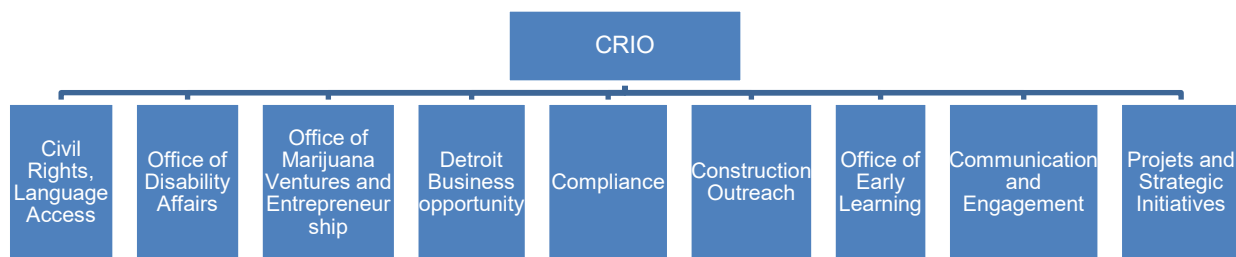 CRIO
Civil
Rights,
Language
Access
Office of
Disability
Affairs
Office of
Marijuana
Ventures and
Entrepreneur
ship
Detroit
Business
opportunity
Compliance
Construction
Outreach
Office of
Early
Learning
Communication
and
Engagement
Projets and
Strategic
Initiatives